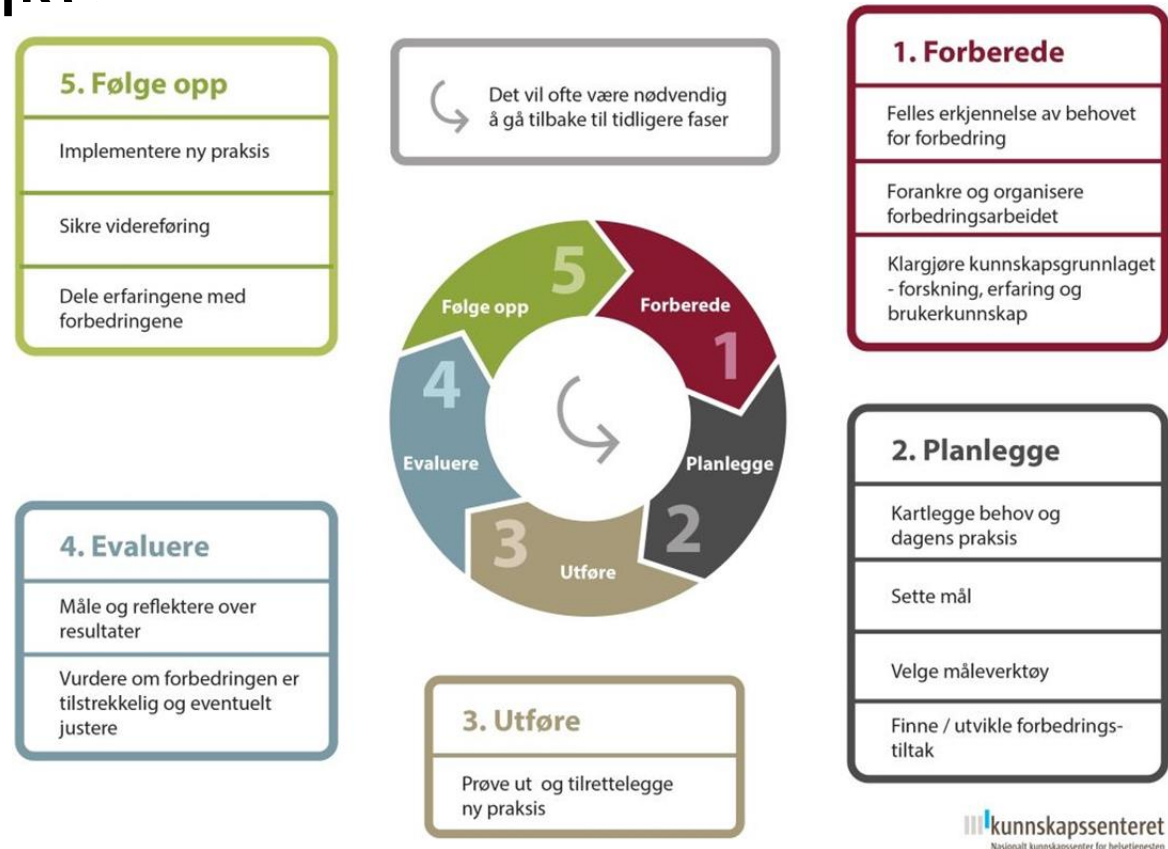 5. Følge opp
Implementere ny praksis
Sikre videreføring
Dele erfaringene med
forbedringene
Det vil ofte være nødvendig
å gå tilbake til tidligere faser
1. Forberede
Felles erkjennelse av behovet
for forbedring
Forankre og organisere
forbedringsarbeidet
Klargjøre kunnskapsgrunnlaget
- forskning, erfaring og
brukerkunnskap
5
Følge opp
Forberede
1
4
Evaluere
Planlegge
2
3
Utføre
2. Planlegge
Kartlegge behov og
dagens praksis
Sette mål
Velge måleverktøy
Finne / utvikle forbedrings-
tiltak
4. Evaluere
Måle og reflektere over
resultater
Vurdere om forbedringen er
tilstrekkelig og eventuelt
justere
3. Utføre
Prøve ut og tilrettelegge
ny praksis
kunnskapssenteret
Nasjonalt kunnskapssenter for helsetjenesten